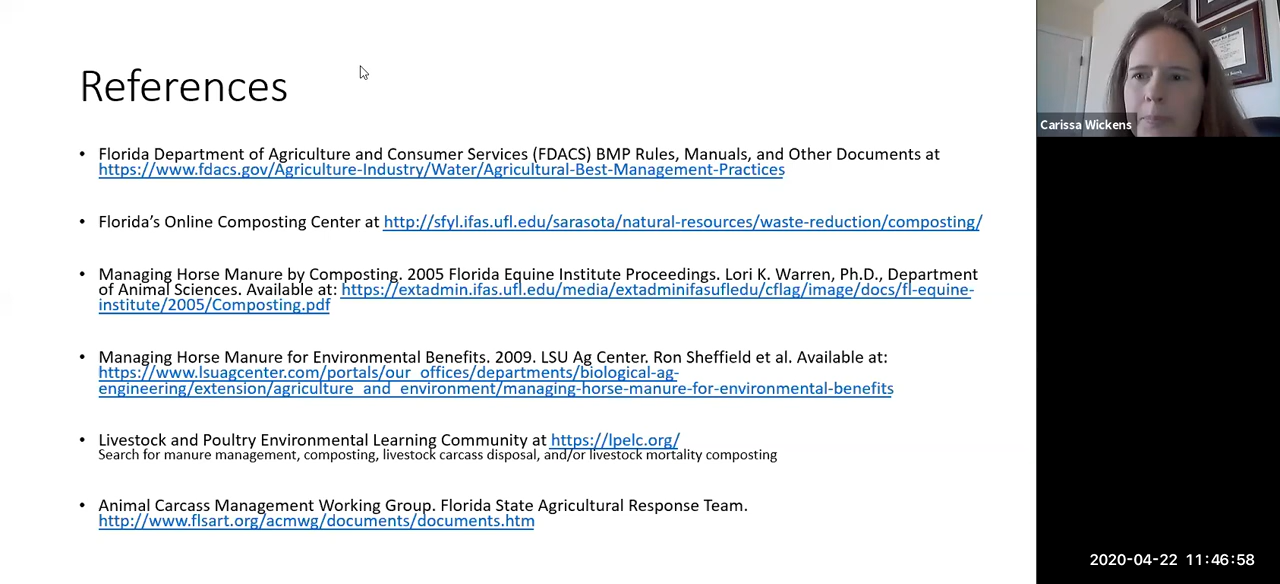 References
• Florida Department of Agriculture and Consumer Services (FDACS) BMP Rules, Manuals, and Other Documents at
https://www.fdacs.gov/Agriculture-Industry/Water/Agricultural-Best-Management-Practices
• Florida’s Online Composting Center at http://sfyl.ifas.ufl.edu/sarasota/natural-resources/waste-reduction/composting/
• Managing Horse Manure by Composting. 2005 Florida Equine Institute Proceedings. Lori K. Warren, Ph.D., Department
of Animal Sciences. Available at: https://extadmin.ifas.ufl.edu/media/extadminifasufledu/cflag/image/docs/fl-equine-
institute/2005/Composting.pdf
• Managing Horse Manure for Environmental Benefits. 2009. LSU Ag Center. Ron Sheffield et al. Available at:
https://www.lsuagcenter.com/portals/our_offices/departments/biological-ag-
engineering/extension/agriculture_and_environment/managing-horse-manure-for-environmental-benefits
• Livestock and Poultry Environmental Learning Community at https://lpelc.org/
Search for manure management, composting, livestock carcass disposal, and/or livestock mortality composting
• Animal Carcass Management Working Group. Florida State Agricultural Response Team.
http://www.flsart.org/acmwg/documents/documents.htm
Carissa Wickens
2020-04-22 11:46:58